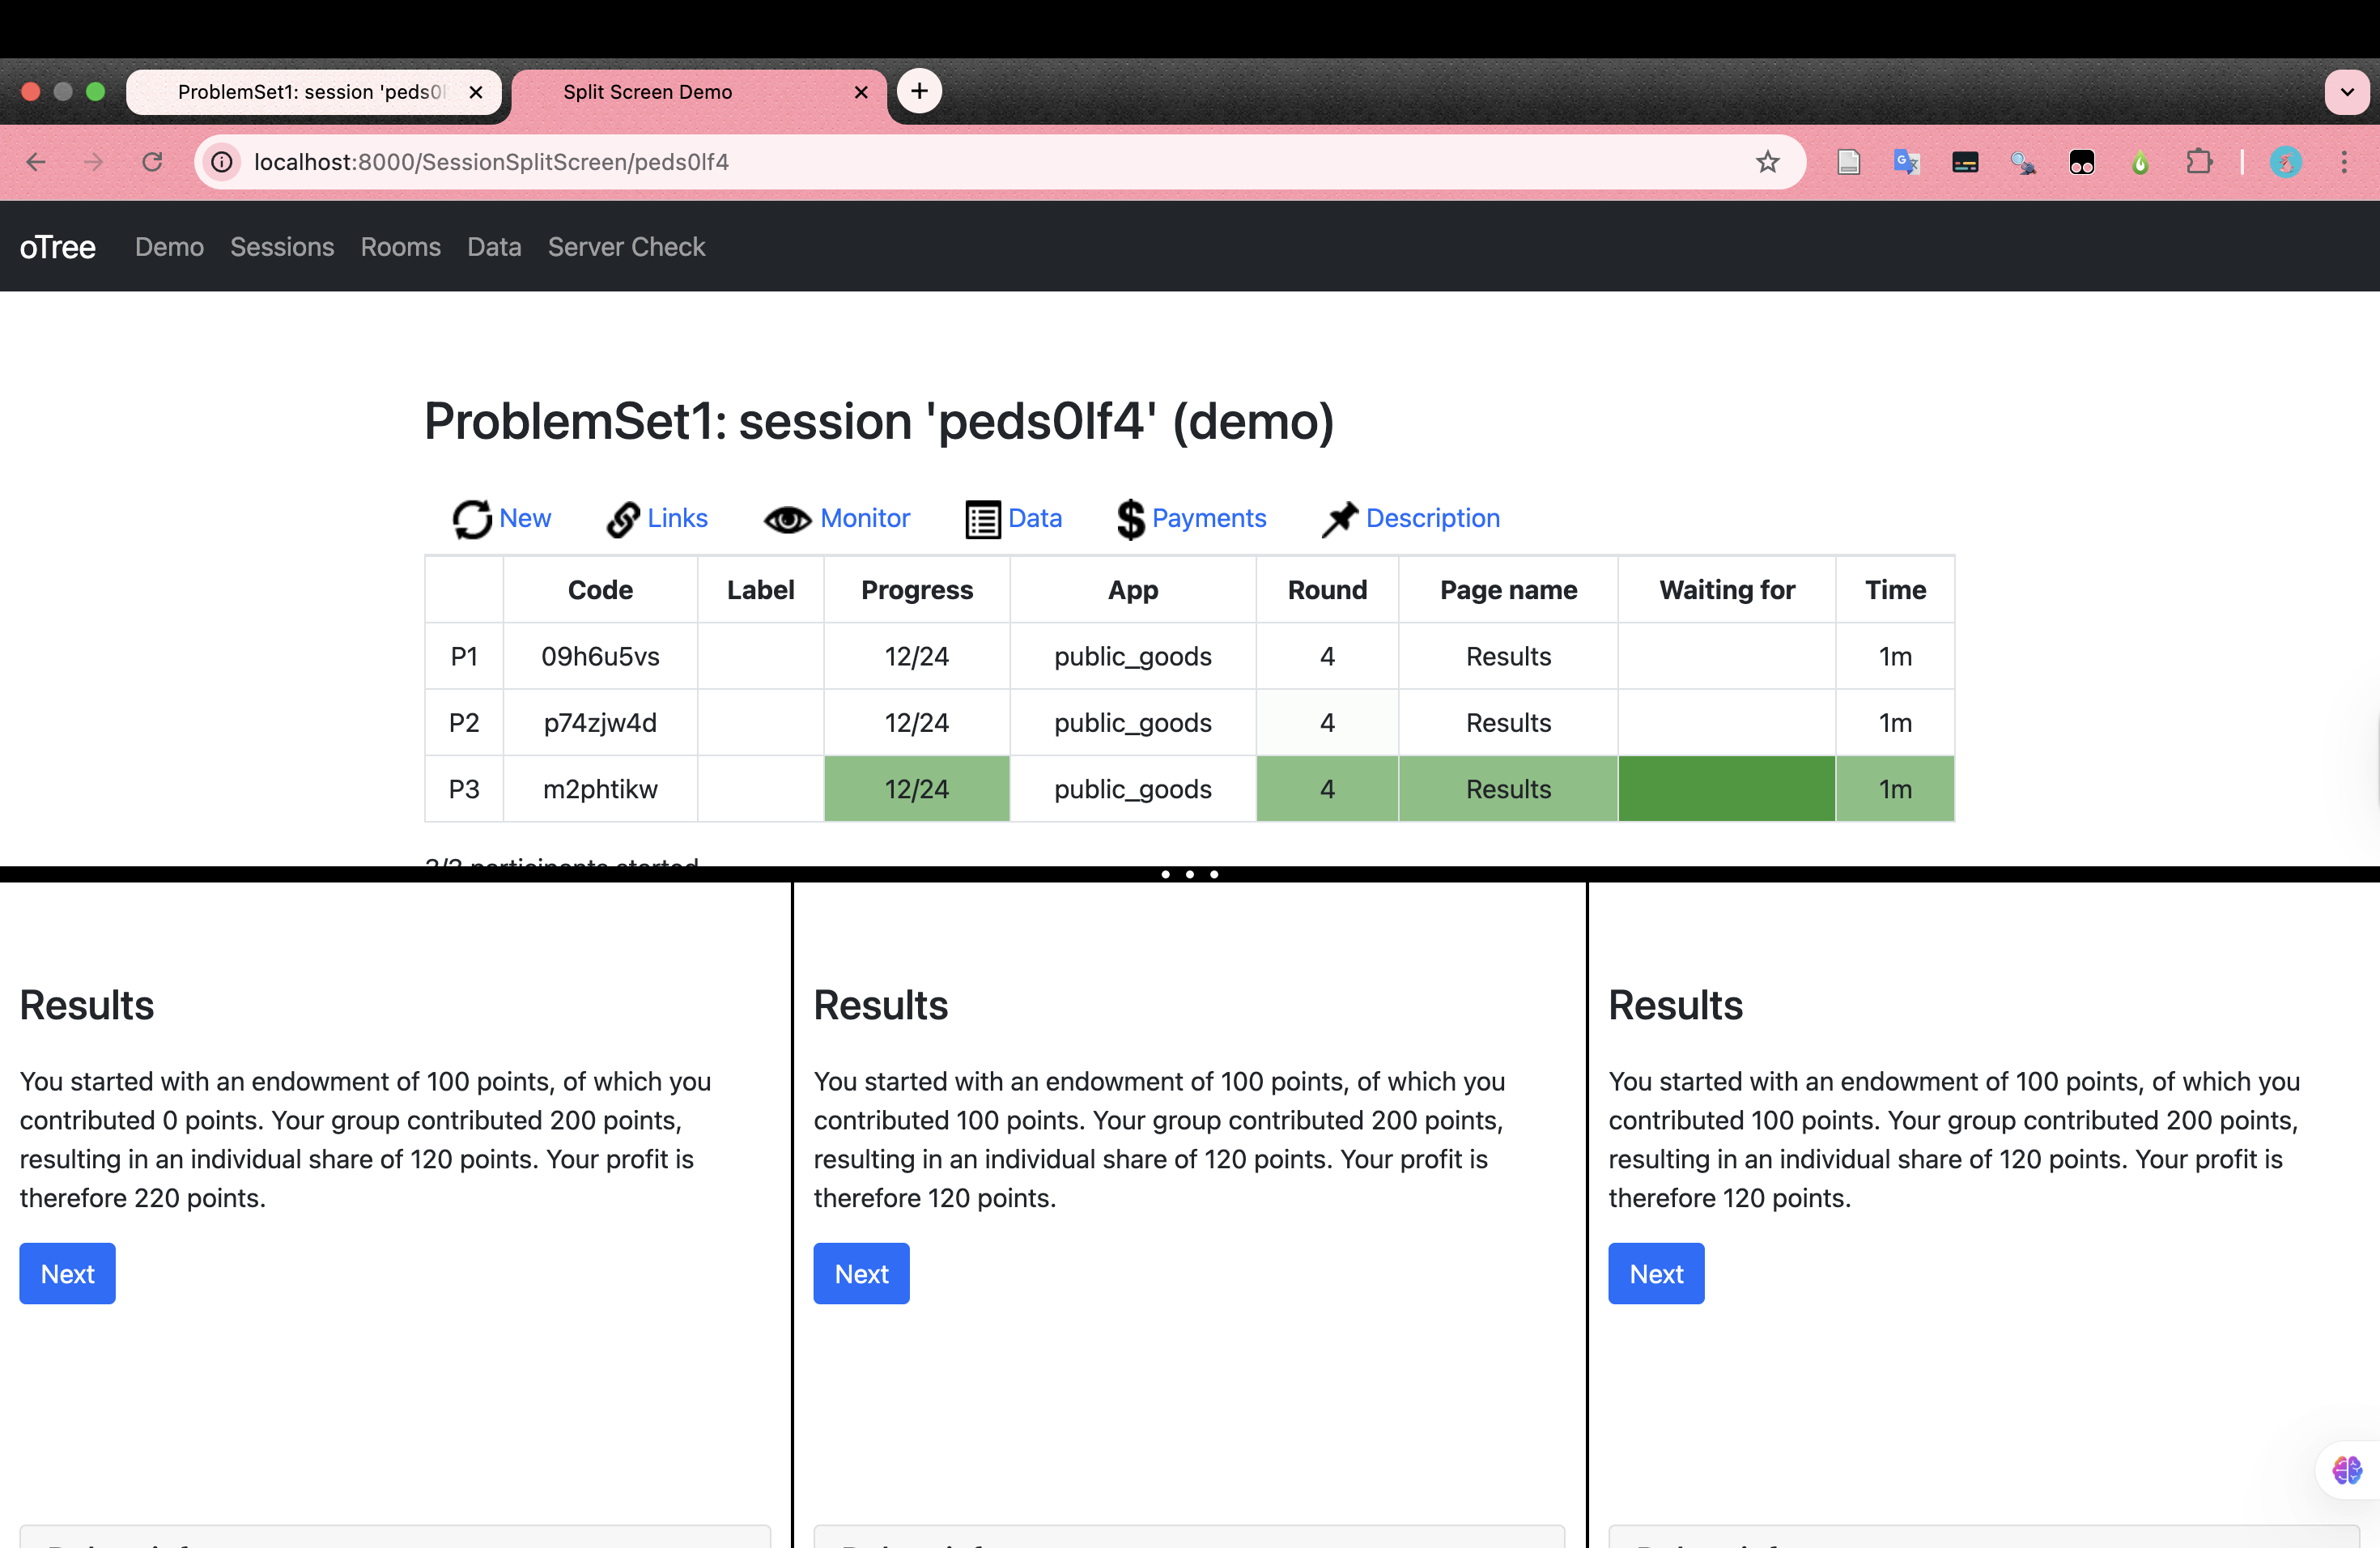 ProblemSet1: session 'peds0l
Split Screen Demo
localhost:8000/SessionSplitScreen/peds0lf4
oTree Demo Sessions Rooms Data Server Check
ProblemSet1: session 'peds0lf4' (demo)
New Links Monitor Data Payments Description
Code Label Progress App Round Page name Waiting for Time
P1 09h6u5vs 12/24 public_goods 4 Results 1m
P2 p74zjw4d 12/24 public_goods 4 Results 1m
P3 m2phtikw 12/24 public_goods 4 Results 1m
participants started
Results
You started with an endowment of 100 points, of which you
contributed 0 points. Your group contributed 200 points,
resulting in an individual share of 120 points. Your profit is
therefore 220 points.
Next
Results
You started with an endowment of 100 points, of which you
contributed 100 points. Your group contributed 200 points,
resulting in an individual share of 120 points. Your profit is
therefore 120 points.
Next
Results
You started with an endowment of 100 points, of which you
contributed 100 points. Your group contributed 200 points,
resulting in an individual share of 120 points. Your profit is
therefore 120 points.
Next